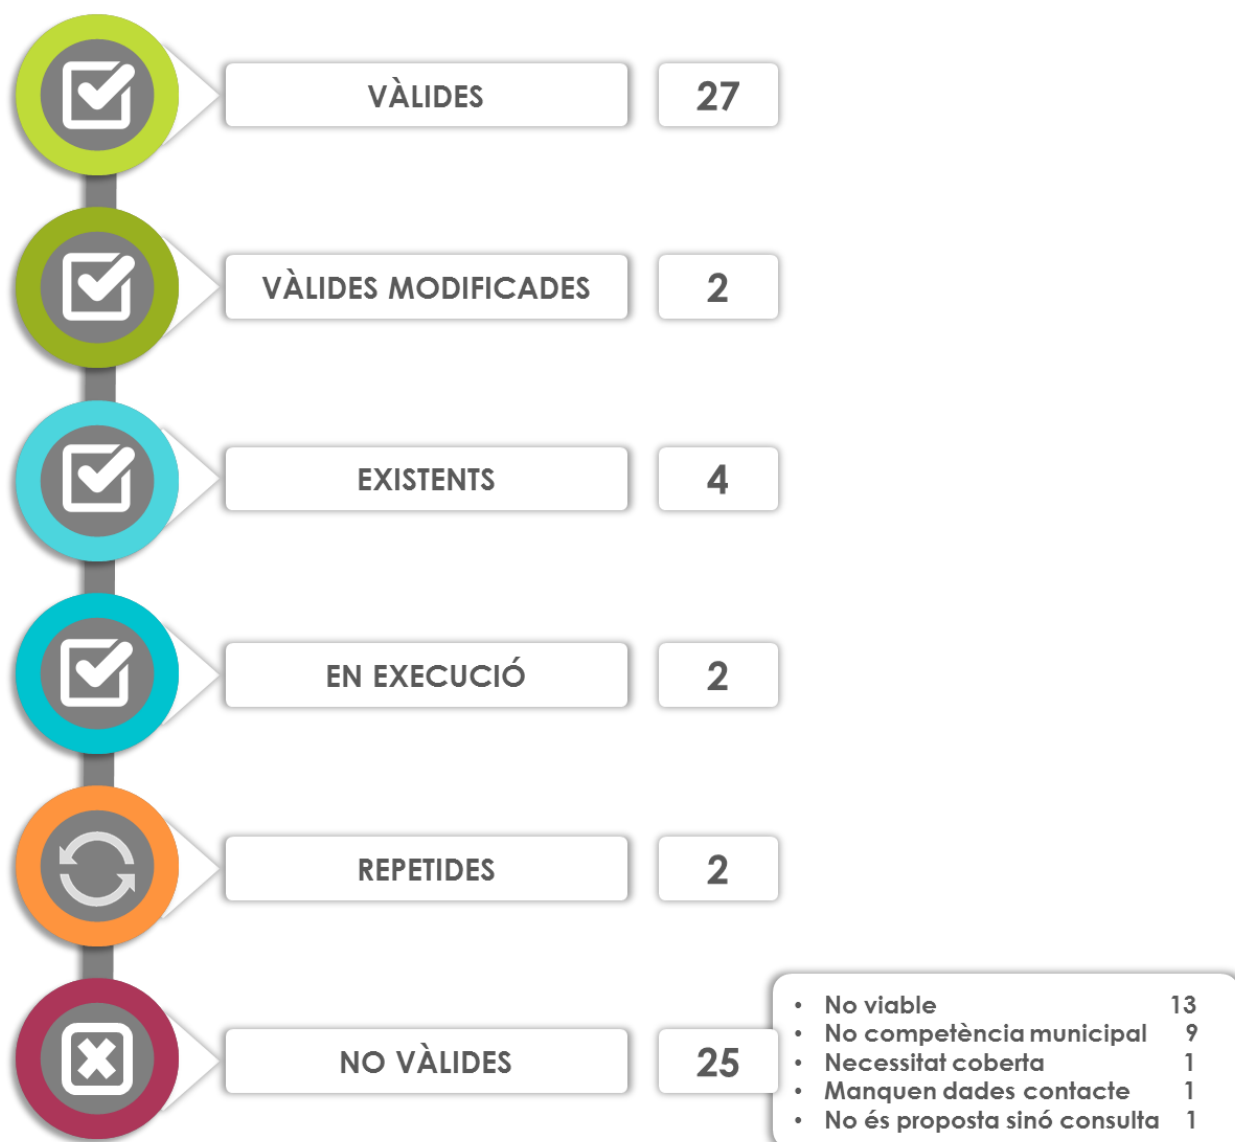 VÀLIDES 27
VÀLIDES MODIFICADES 2
EXISTENTS 4
EN EXECUCIÓ 2
REPETIDES 2
NO VÀLIDES 25
• No viable 13
• No competència municipal 9
• Necessitat coberta 1
• Manquen dades contacte 1
• No és proposta sinó consulta 1